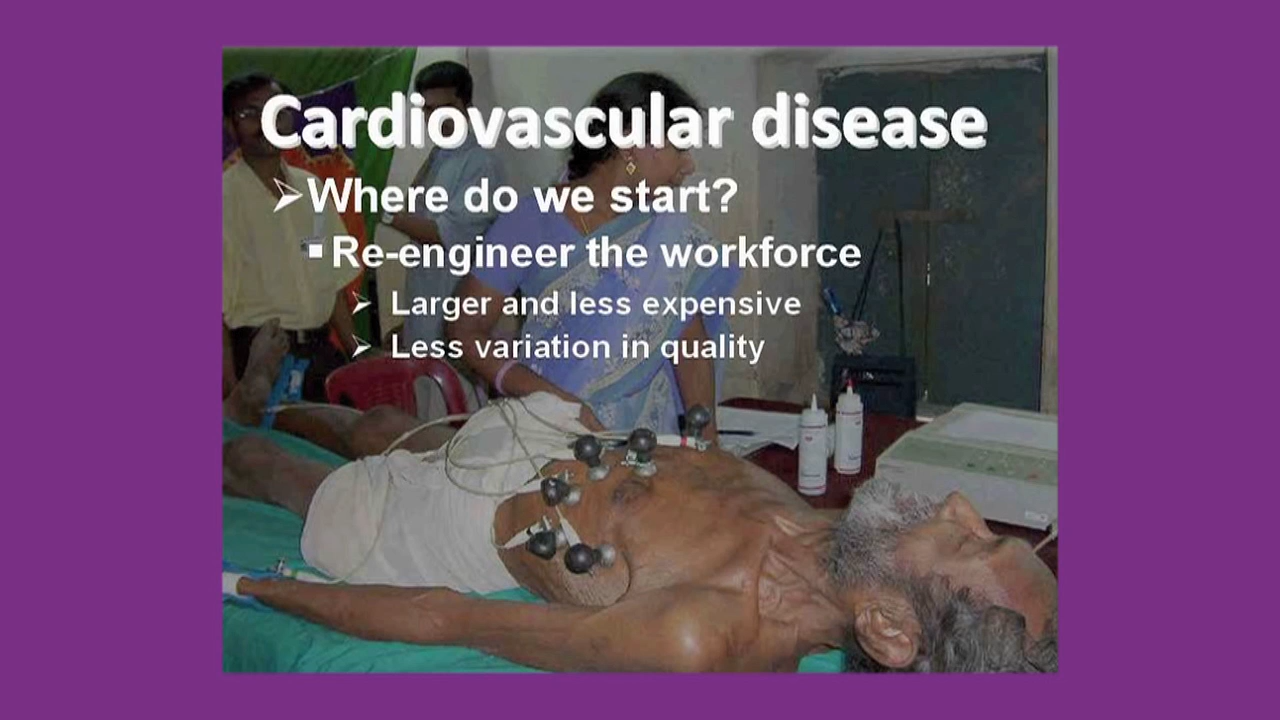 Cardiovascular disease
➢Where do we start?
▪Re-engineer the workforce
➢ Larger and less expensive
➢ Less variation in quality